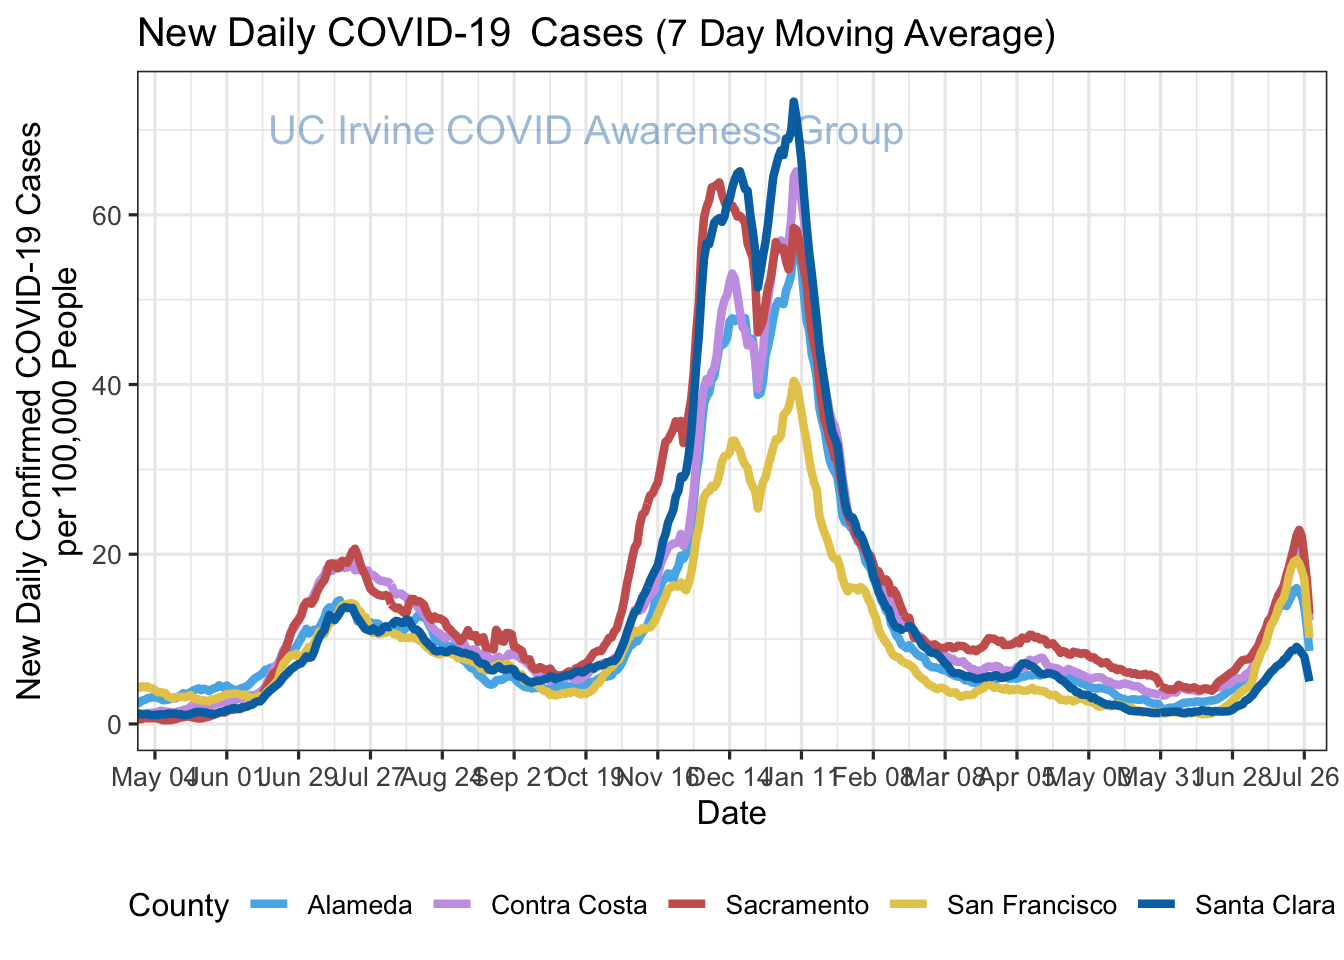 New Daily COVID-19  Cases (7 Day Moving Average)
UC Irvine COVID Awareness Group
New Daily Confirmed COVID-19 Cases
per 100,000 People
60
40
20
0
May 04 Jun 01 Jun 29 Jul 27 Aug 24 Sep 21 Oct 19 Nov 16 Dec 14 Jan 11 Feb 08 Mar 08 Apr 05 May 03 May 31 Jun 28 Jul 26
Date
County Alameda Contra Costa Sacramento San Francisco Santa Clara